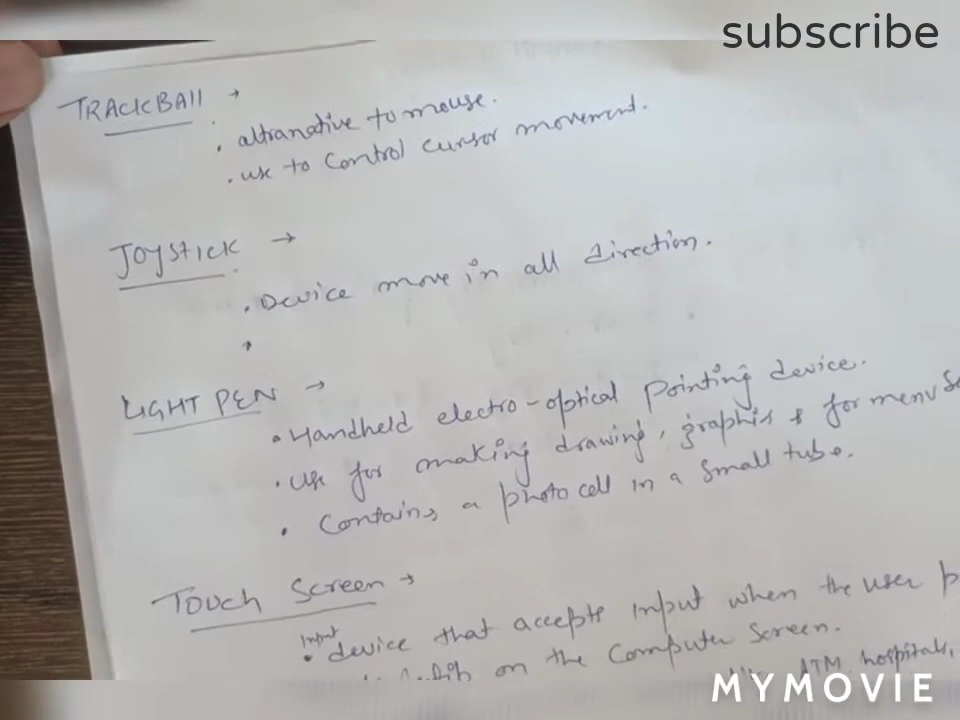 subscribe
TRACKBAll →
. altranative to mouse.
. use to control cursor movement.
JOYSTICK →
. Device move in all direction.
LIGHT PEN →
. Handheld electro-optical pointing device.
. use for making drawing, graphis & for menu
. Contains a photo cell in a small tube.
TOUCH SCREEN →
. Input device that accepts input when the user
on the Computer Screen.
ATM, hospitals,
MYMOVIE